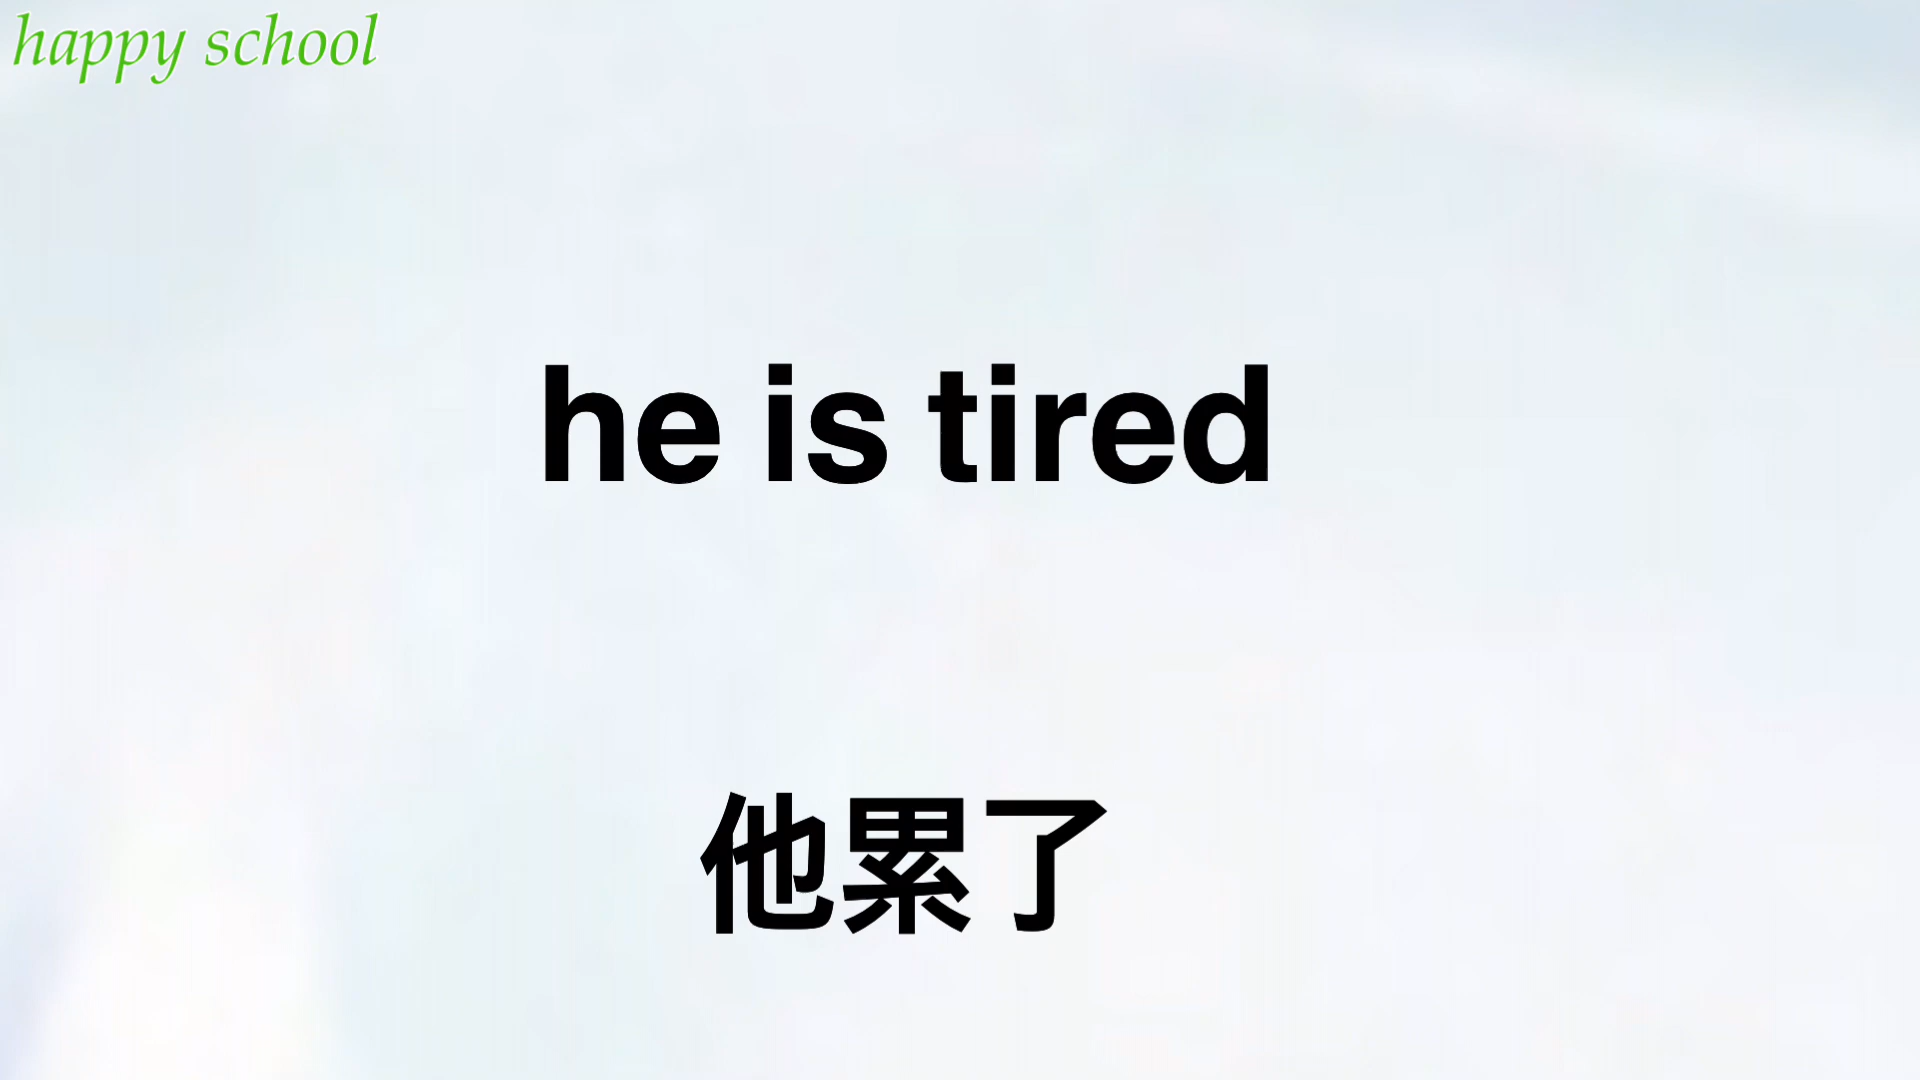 happy school
he is tired
他累了